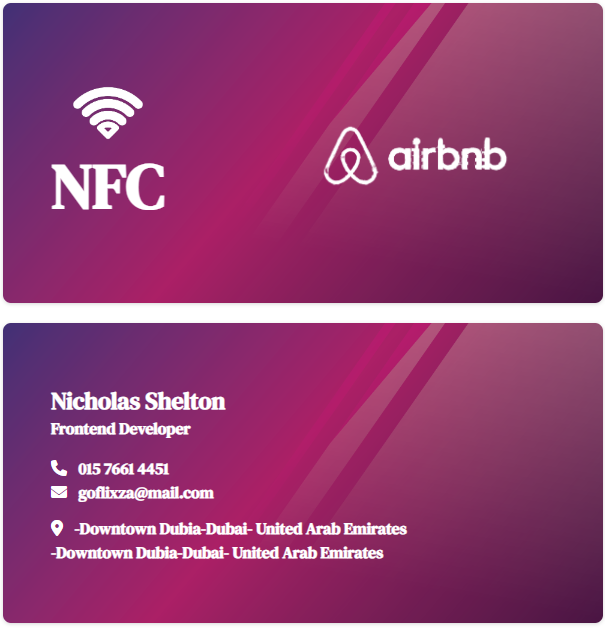 NFC
airbnb
Nicholas Shelton
Frontend Developer
015 7661 4451
goflixza@mail.com
-Downtown Dubia-Dubai- United Arab Emirates
-Downtown Dubia-Dubai- United Arab Emirates